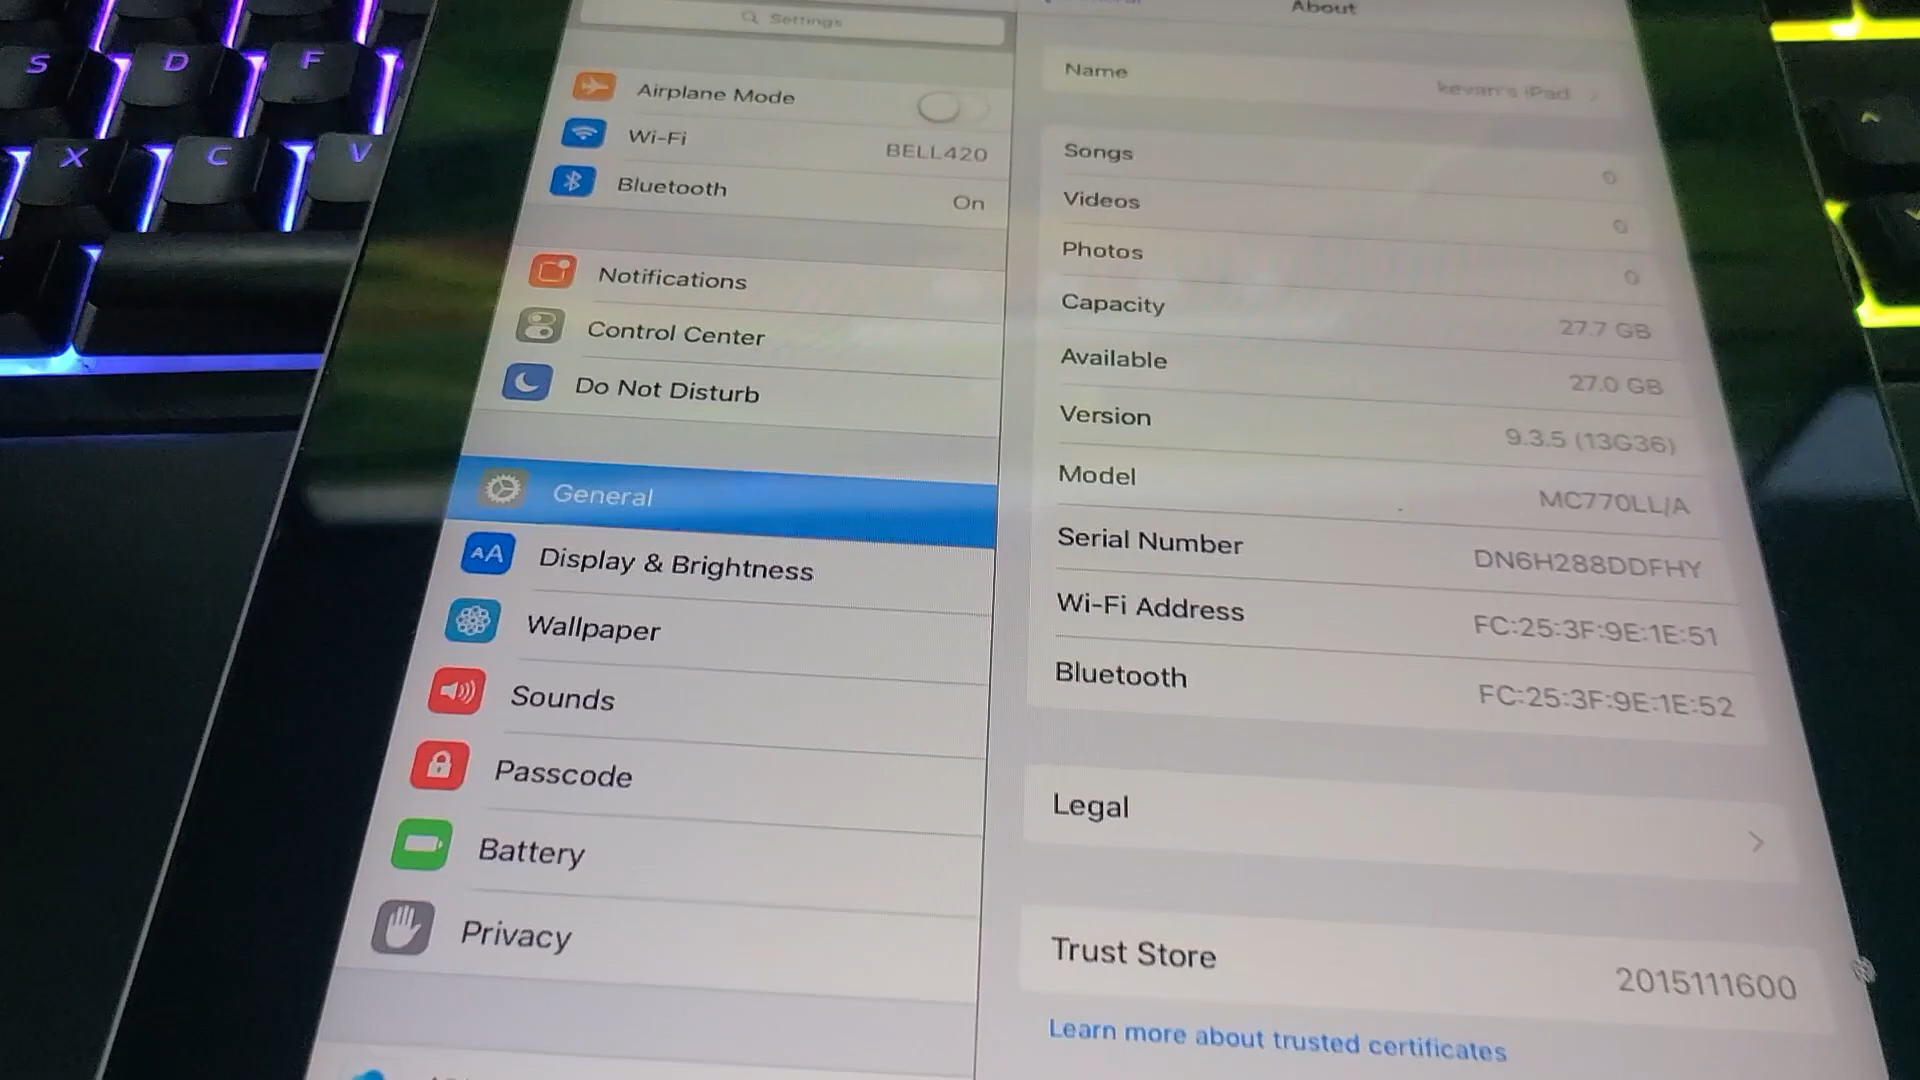 S
D
F
X
C
V
Settings
Airplane Mode
Wi-Fi
BELL420
Bluetooth
On
Notifications
Control Center
Do Not Disturb
General
Display & Brightness
Wallpaper
Sounds
Passcode
Battery
Privacy
About
Name
kevan's iPad
Songs
0
Videos
0
Photos
0
Capacity
27.7 GB
Available
27.0 GB
Version
9.3.5 (13G36)
Model
MC770LL/A
Serial Number
DN6H288DDFHY
Wi-Fi Address
FC:25:3F:9E:1E:51
Bluetooth
FC:25:3F:9E:1E:52
Legal
Trust Store
2015111600
Learn more about trusted certificates